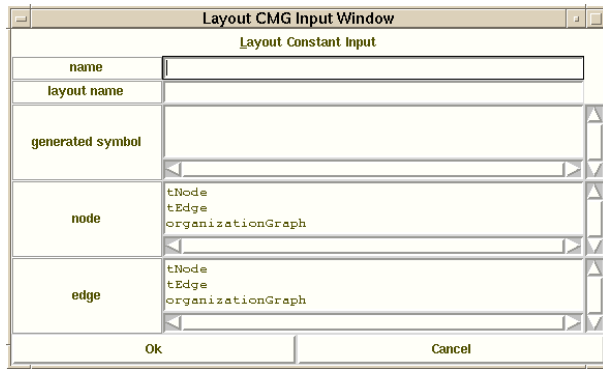 Layout CMG Input Window
Layout Constant Input
name
layout name
generated symbol
node
tNode
tEdge
organizationGraph
edge
tNode
tEdge
organizationGraph
Ok
Cancel